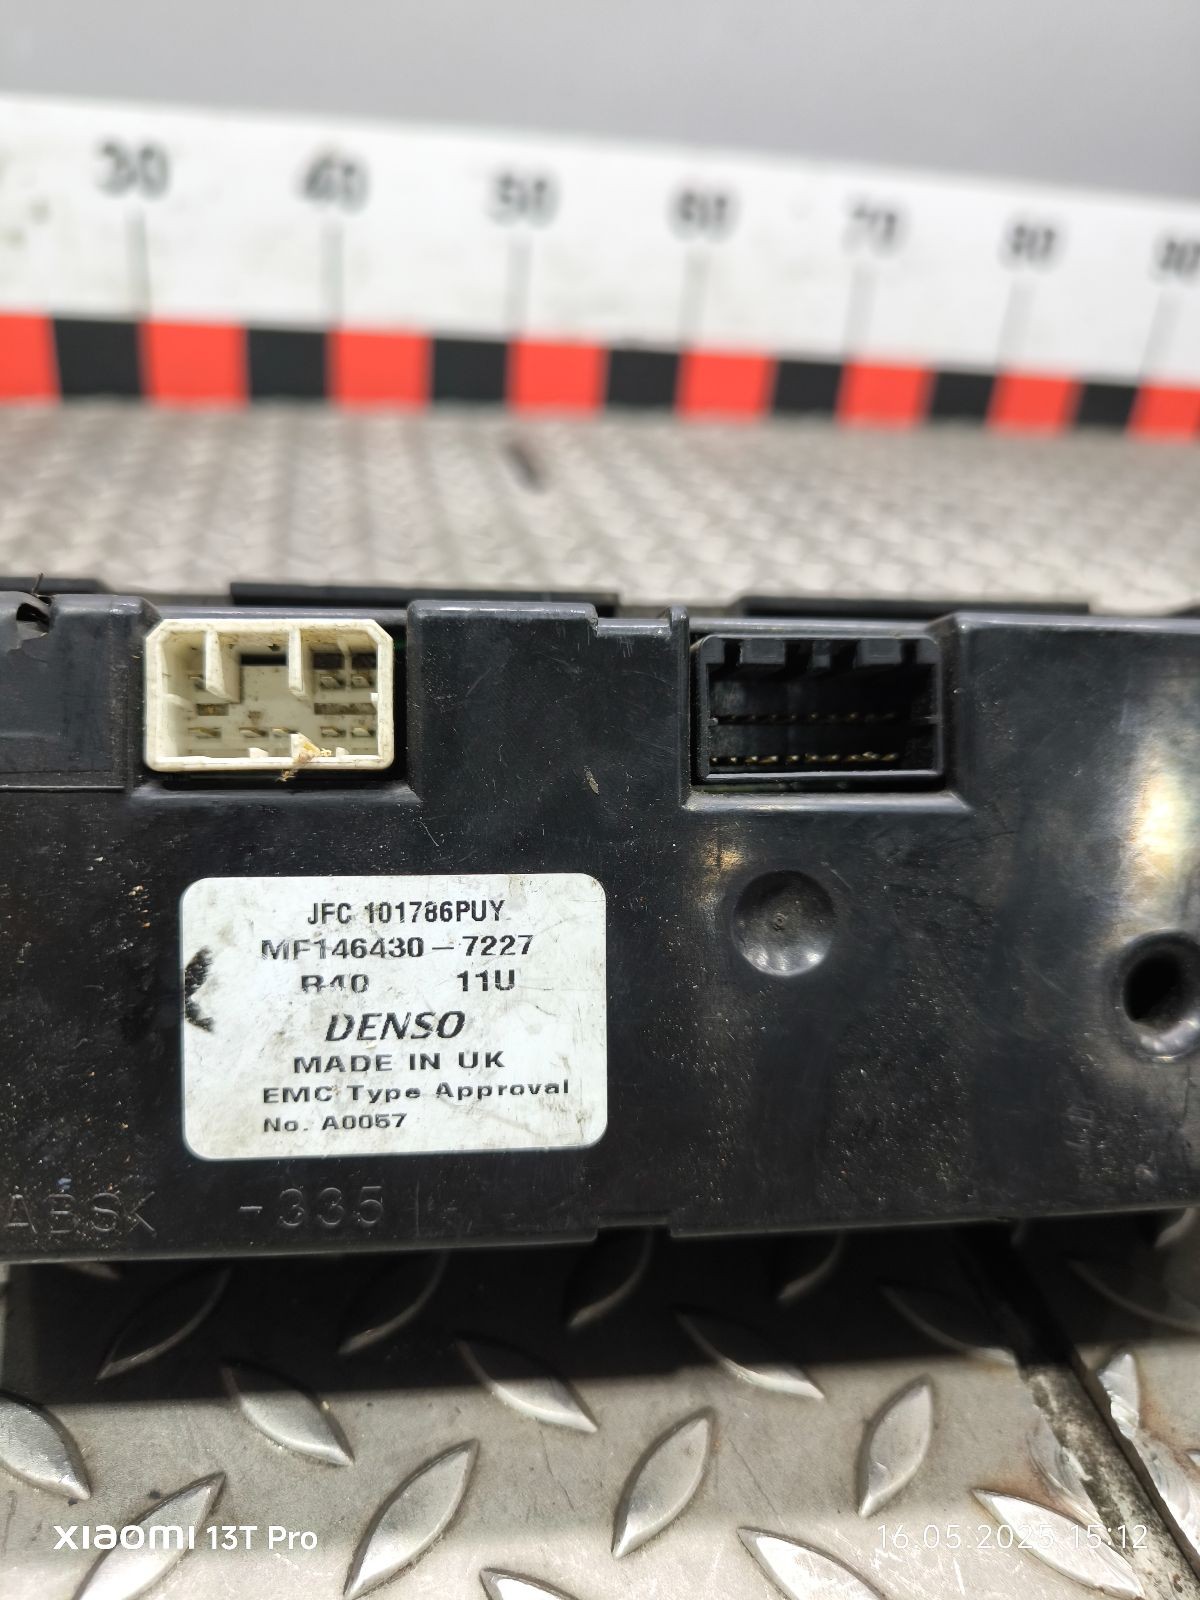 30 40 50 60 70 80 90
JFC 101786PUY
MF146430-7227
R40 11U
DENSO
MADE IN UK
EMC Type Approval
No. A0057
ABSK -335
XIAOMI 13T Pro
16.05.2025 15:12